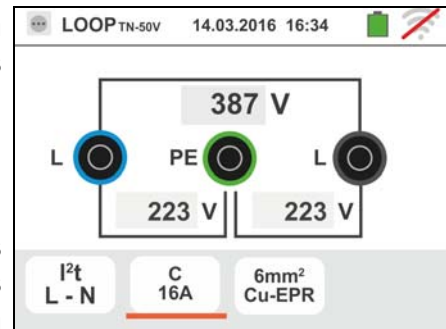 LOOP TN-50V 14.03.2016 16:34
387 V
L PE L
223 V 223 V
I²t C 6mm²
L - N 16A Cu-EPR